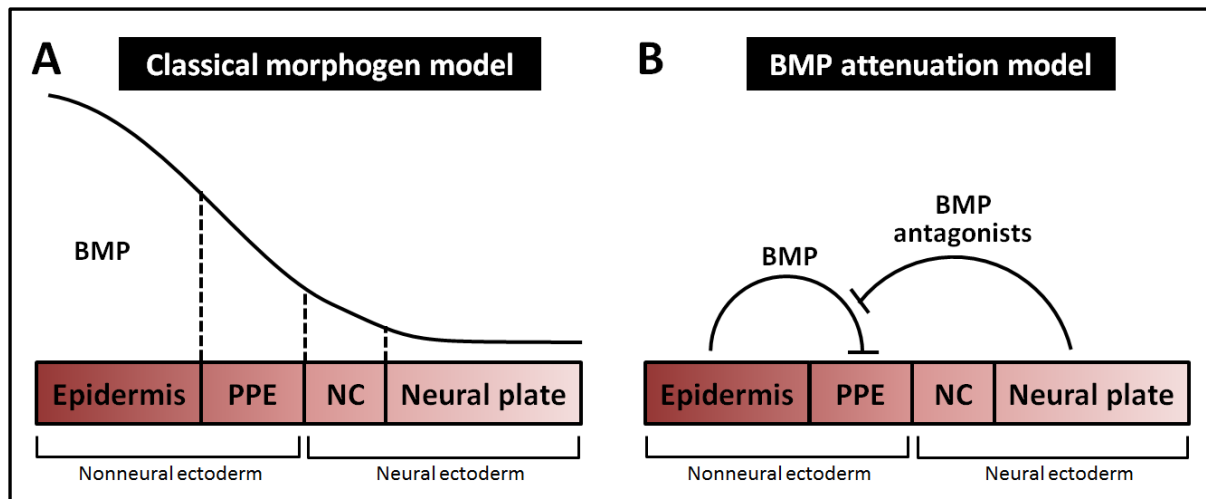 A
Classical morphogen model
BMP
Epidermis
PPE
NC
Neural plate
Nonneural ectoderm
Neural ectoderm
B
BMP attenuation model
BMP
BMP
antagonists
Epidermis
PPE
NC
Neural plate
Nonneural ectoderm
Neural ectoderm